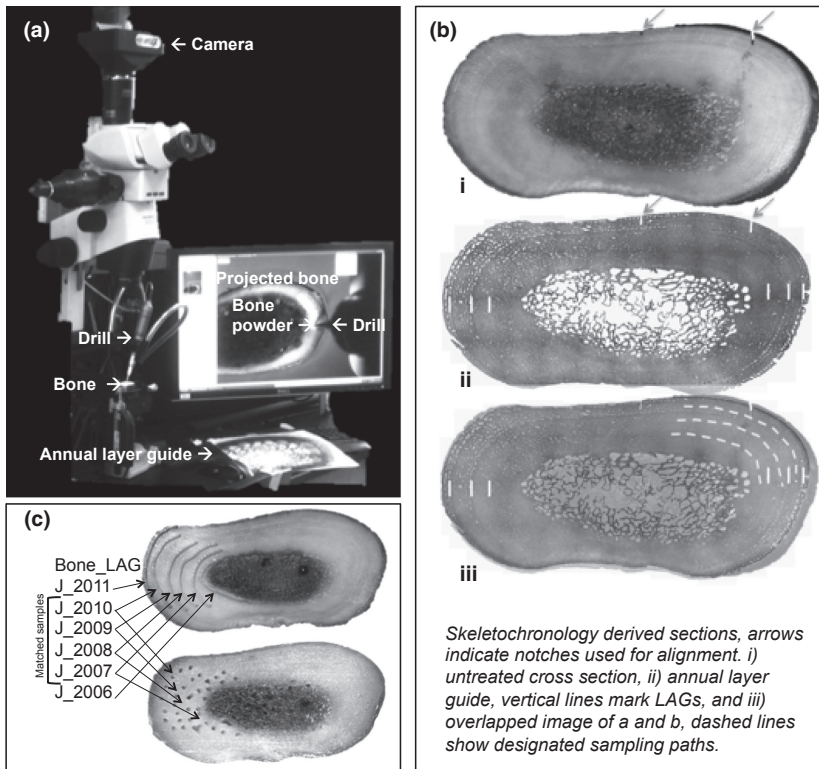 (a)
← Camera
Projected bone
Bone
powder →
← Drill
Drill →
Bone →
Annual layer guide →
(b)
i
ii
iii
Skeletochronology derived sections, arrows
indicate notches used for alignment. i)
untreated cross section, ii) annual layer
guide, vertical lines mark LAGs, and iii)
overlapped image of a and b, dashed lines
show designated sampling paths.
(c)
Bone_LAG
J_2011
J_2010
J_2009
J_2008
J_2007
J_2006
Matched samples